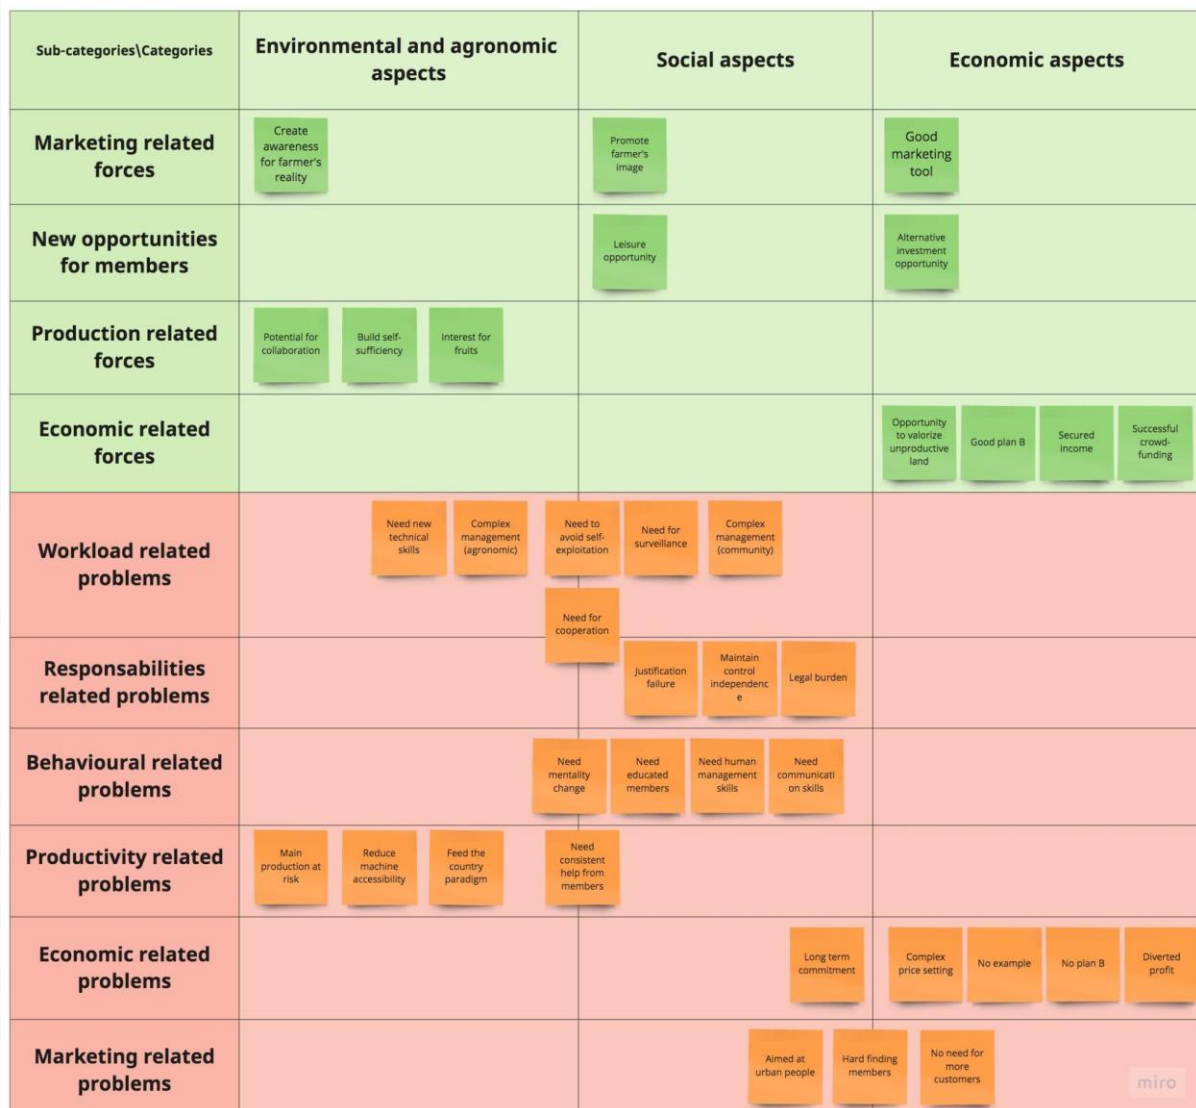 Sub-categories\Categories
Environmental and agronomic
aspects
Social aspects
Economic aspects
Marketing related
forces
Create
awareness
for farmer's
reality
Promote
farmer's
image
Good
marketing
tool
New opportunities
for members
Leisure
opportunity
Alternative
investment
opportunity
Production related
forces
Potential for
collaboration
Build self-
sufficiency
Interest for
fruits
Economic related
forces
Opportunity
to valorize
unproductive
land
Good plan B
Secured
income
Successful
crowd-
funding
Workload related
problems
Need new
technical
skills
Complex
management
(agronomic)
Need to
avoid self-
exploitation
Need for
surveillance
Complex
management
(community)
Need for
cooperation
Responsabilities
related problems
Justification
failure
Maintain
control
independenc
e
Legal burden
Behavioural related
problems
Need
mentality
change
Need
educated
members
Need human
management
skills
Need
communicati
on skills
Productivity related
problems
Main
production at
risk
Reduce
machine
accessibility
Feed the
country
paradigm
Need
consistent
help from
members
Economic related
problems
Long term
commitment
Complex
price setting
No example
No plan B
Diverted
profit
Marketing related
problems
Aimed at
urban people
Hard finding
members
No need for
more
customers
miro